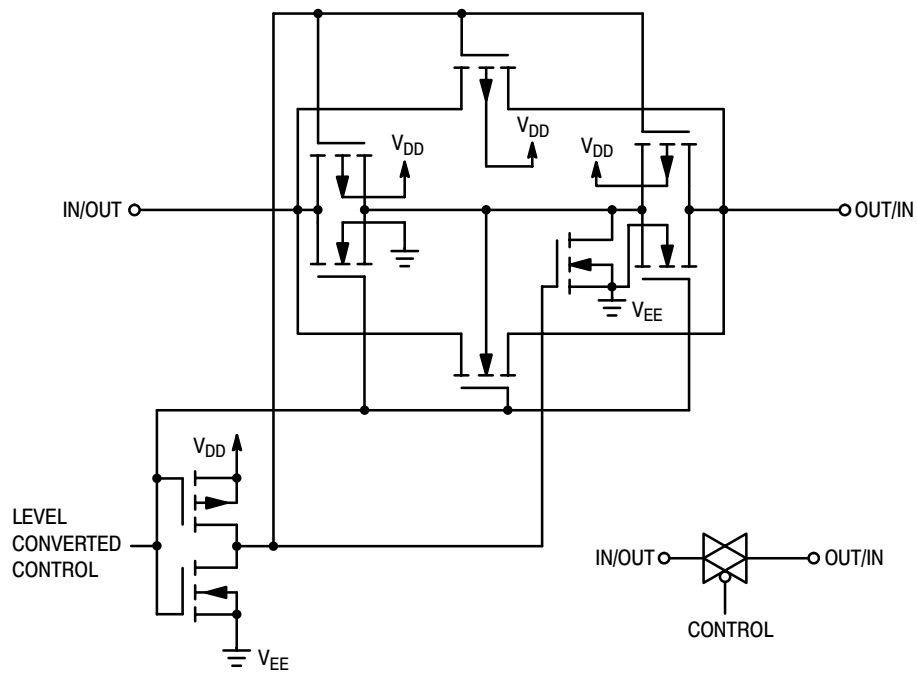 VDD
VDD
VDD
IN/OUT
OUT/IN
VEE
VDD
LEVEL
CONVERTED
CONTROL
IN/OUT
OUT/IN
CONTROL
VEE